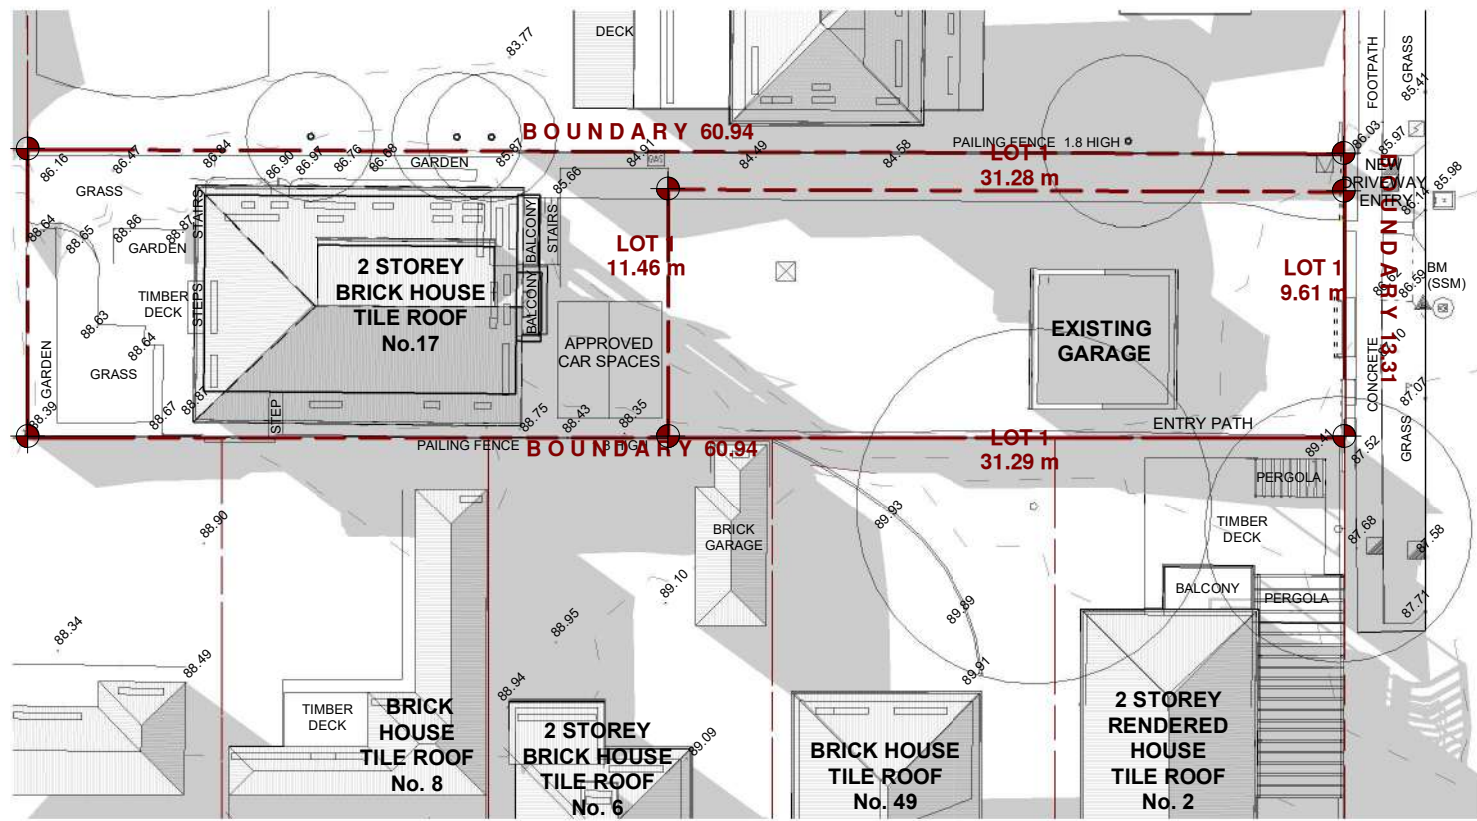 DECK
83.77
FOOTPATH
GRASS
85.41
BOUNDARY 60.94
PAILING FENCE 1.8 HIGH
LOT 1
31.28 m
86.03
85.97
NEW
DRIVEWAY
ENTRY
85.98
86.14
86.16
86.47
86.84
86.90
86.97
86.76
86.68
GARDEN
85.87
85.66
84.91
GAS
84.49
84.58
GRASS
STAIRS
BALCONY
STAIRS
88.64
88.65
88.86
88.87
GARDEN
LOT 1
11.46 m
LOT 1
9.61 m
BOUNDARY 13.31
86.62
86.59
BM
(SSM)
2 STOREY
BRICK HOUSE
TILE ROOF
No.17
TIMBER
DECK
STEPS
BALCONY
88.63
88.64
GRASS
GARDEN
APPROVED
CAR SPACES
EXISTING
GARAGE
CONCRETE
87.07
88.39
88.67
STEP
88.75
88.43
88.35
ENTRY PATH
PAILING FENCE
BOUNDARY 60.94
LOT 1
31.29 m
89.41
87.52
GRASS
PERGOLA
88.90
BRICK
GARAGE
89.93
TIMBER
DECK
87.68
87.58
89.10
BALCONY
PERGOLA
87.71
88.34
88.95
89.89
88.49
88.94
89.91
TIMBER
DECK
BRICK
HOUSE
TILE ROOF
No. 8
2 STOREY
BRICK HOUSE
TILE ROOF
No. 6
89.09
BRICK HOUSE
TILE ROOF
No. 49
2 STOREY
RENDERED
HOUSE
TILE ROOF
No. 2